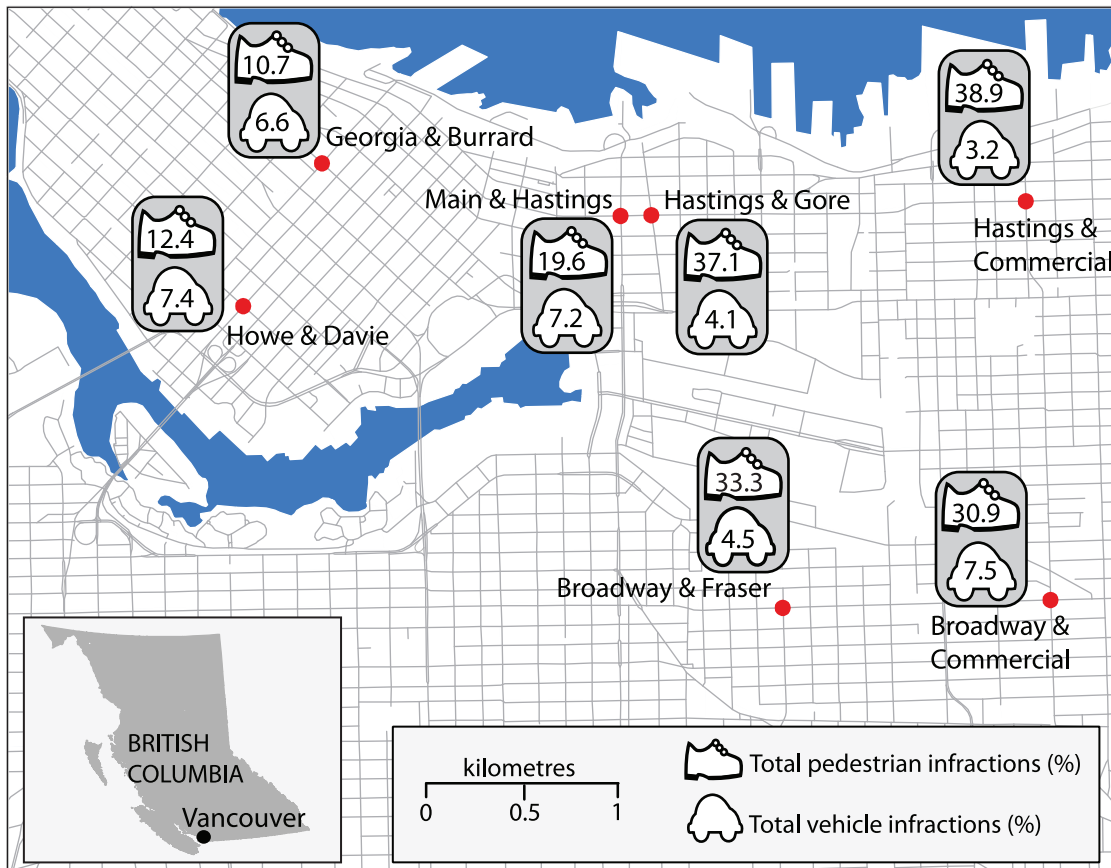 10.7
6.6
Georgia & Burrard
38.9
3.2
Hastings &
Commercial
Main & Hastings
19.6
7.2
Hastings & Gore
37.1
4.1
12.4
7.4
Howe & Davie
33.3
4.5
Broadway & Fraser
30.9
7.5
Broadway &
Commercial
BRITISH
COLUMBIA
Vancouver
kilometres
0 0.5 1
Total pedestrian infractions (%)
Total vehicle infractions (%)